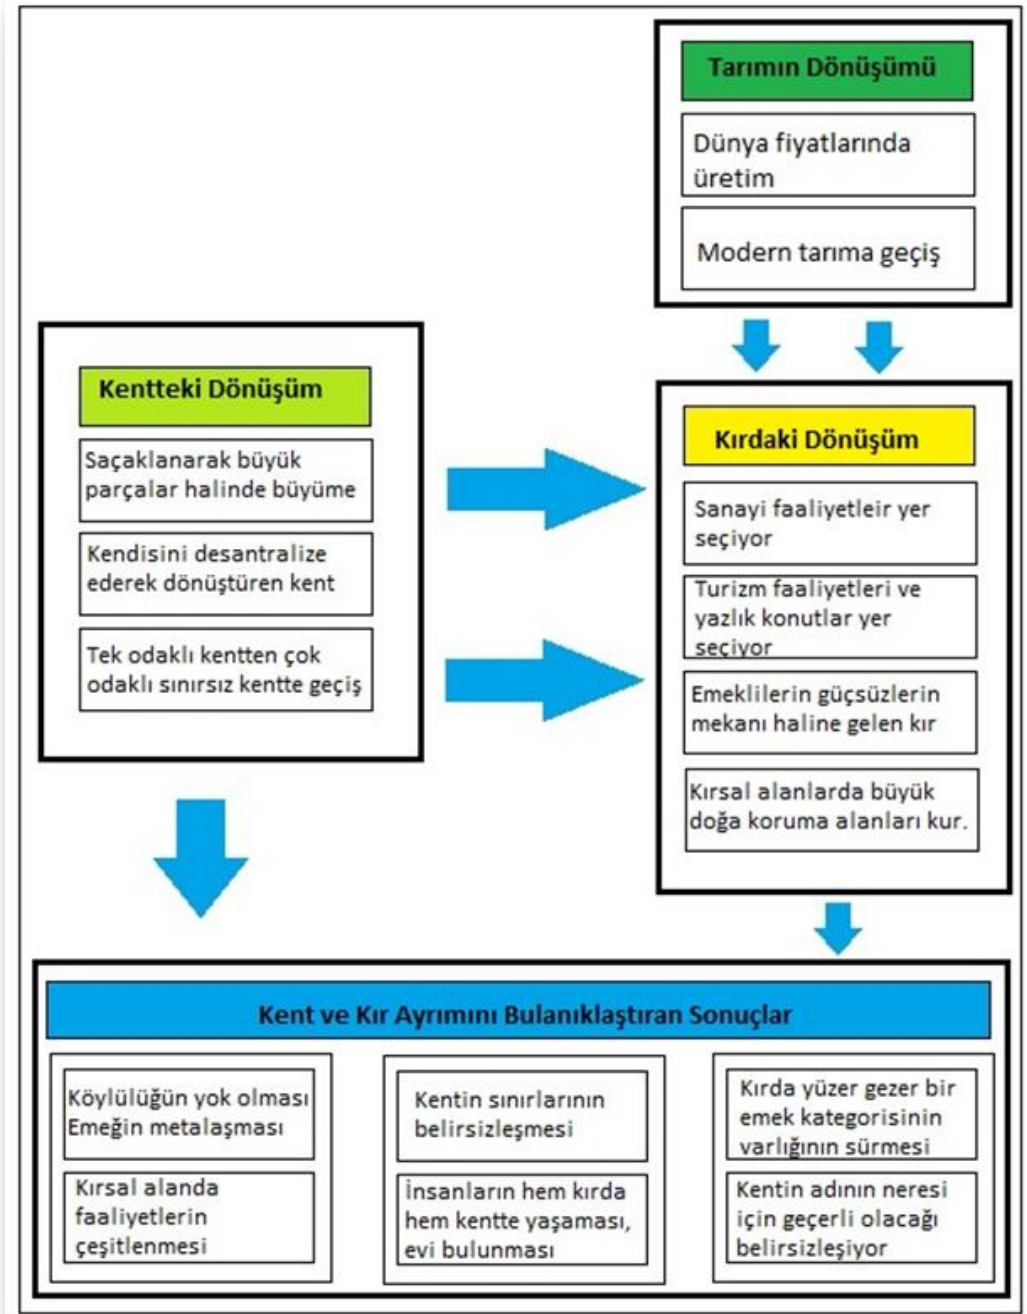 Tarımın Dönüşümü
Dünya fiyatlarında
üretim
Modern tarıma geçiş
Kentteki Dönüşüm
Saçaklanarak büyük
parçalar halinde büyüme
Kendisini desantralize
ederek dönüştüren kent
Tek odaklı kentten çok
odaklı sınırsız kentte geçiş
Kırdaki Dönüşüm
Sanayi faaliyetleir yer
seçiyor
Turizm faaliyetleri ve
yazlık konutlar yer
seçiyor
Emeklilerin güçsüzlerin
mekanı haline gelen kır
Kırsal alanlarda büyük
doğa koruma alanları kur.
Kent ve Kır Ayrımını Bulanıklaştıran Sonuçlar
Köylülüğün yok olması
Emeğin metalaşması
Kırsal alanda
faaliyetlerin
çeşitlenmesi
Kentin sınırlarının
belirsizleşmesi
İnsanların hem kırda
hem kentte yaşaması,
evi bulunması
Kırda yüzer gezer bir
emek kategorisinin
varlığının sürmesi
Kentin adının neresi
için geçerli olacağı
belirsizleşiyor